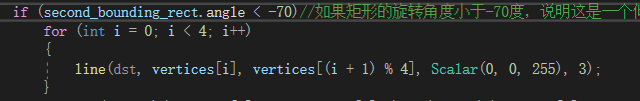 if (second_bounding_rect.angle < -70)//如果矩形的旋转角度小于-70度，说明这是一个
for (int i = 0; i < 4; i++)
{
line(dst, vertices[i], vertices[(i + 1) % 4], Scalar(0, 0, 255), 3);
}